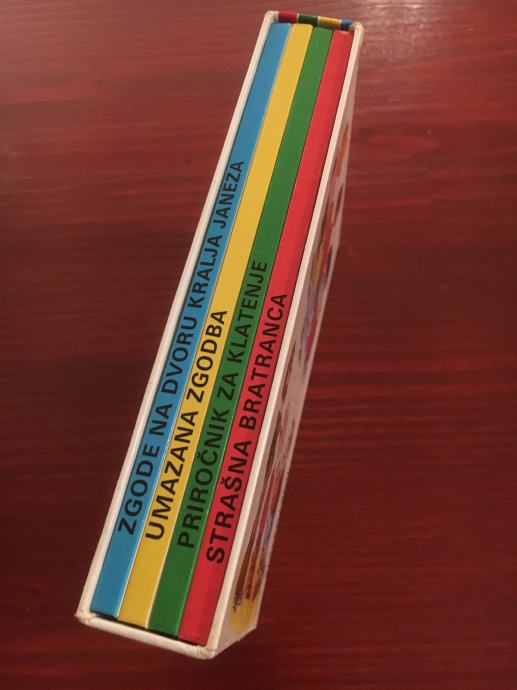 ZGODE NA DVORU KRALJA JANEZA
UMAZANA ZGODBA
PRIROČNIK ZA KLATENJE
STRAŠNA BRATRANCA